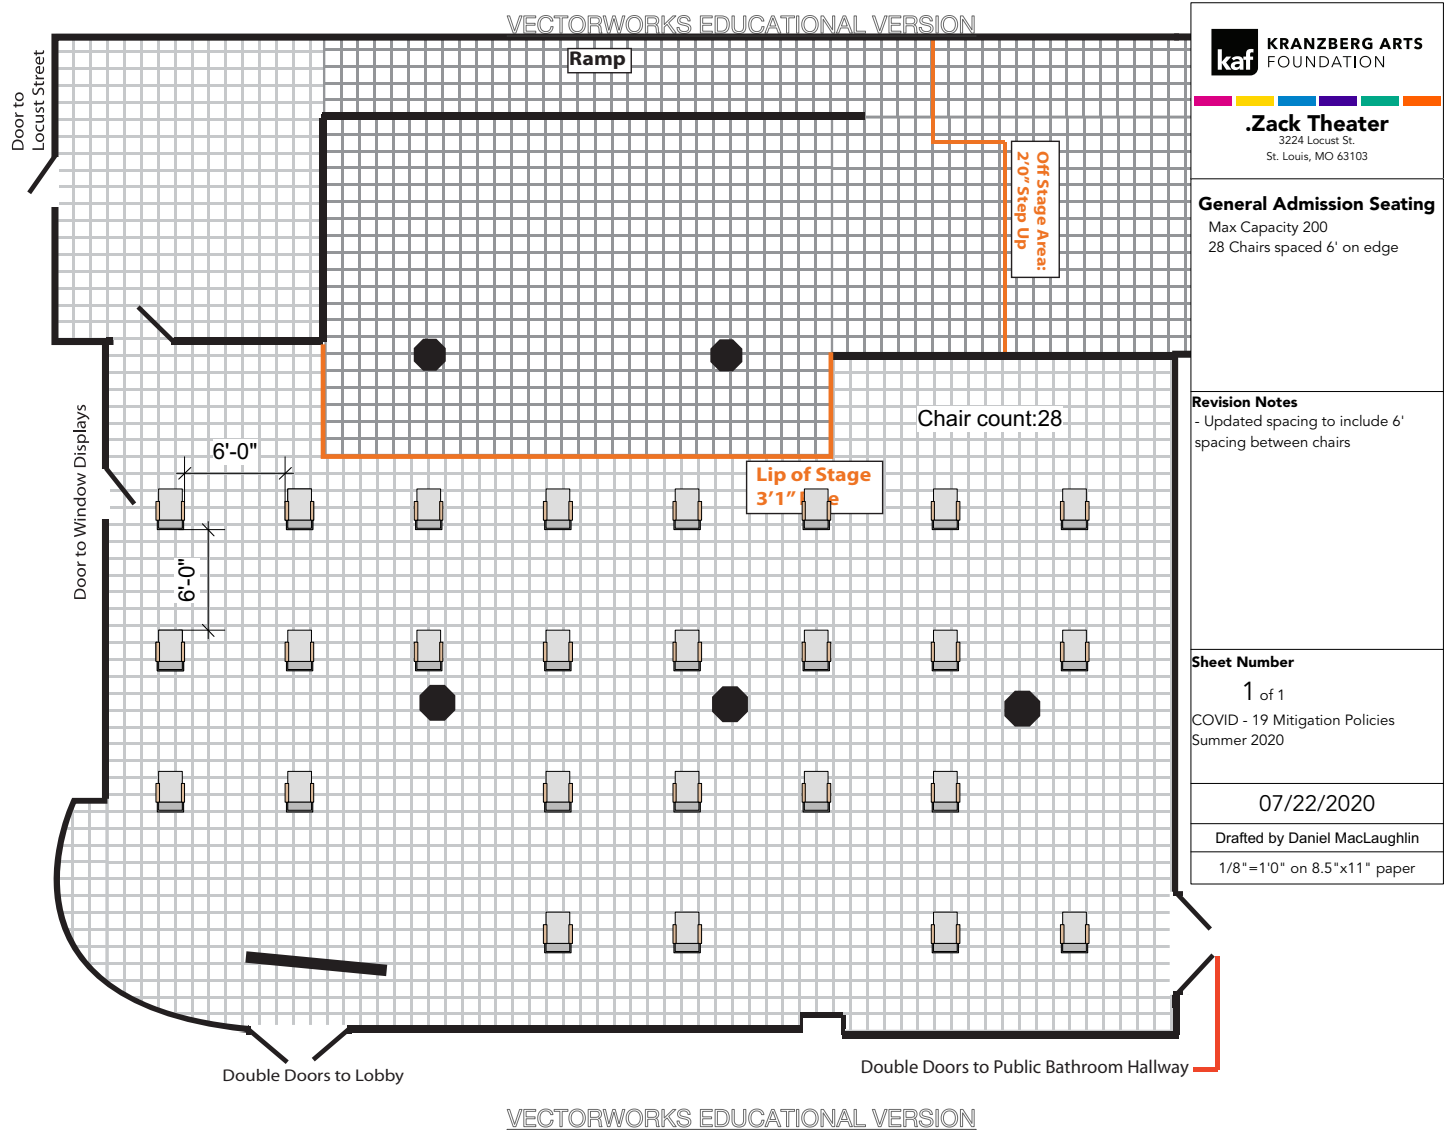 VECTORWORKS EDUCATIONAL VERSION
Ramp
Door to
Locust Street
Off Stage Area:
2'0" Step Up
Door to Window Displays
6'-0"
6'-0"
Chair count:28
Lip of Stage
3'1"
Double Doors to Lobby
Double Doors to Public Bathroom Hallway
VECTORWORKS EDUCATIONAL VERSION
kaf
KRANZBERG ARTS
FOUNDATION
.Zack Theater
3224 Locust St.
St. Louis, MO 63103
General Admission Seating
Max Capacity 200
28 Chairs spaced 6' on edge
Revision Notes
- Updated spacing to include 6'
spacing between chairs
Sheet Number
1 of 1
COVID - 19 Mitigation Policies
Summer 2020
07/22/2020
Drafted by Daniel MacLaughlin
1/8"=1'0" on 8.5"x11" paper